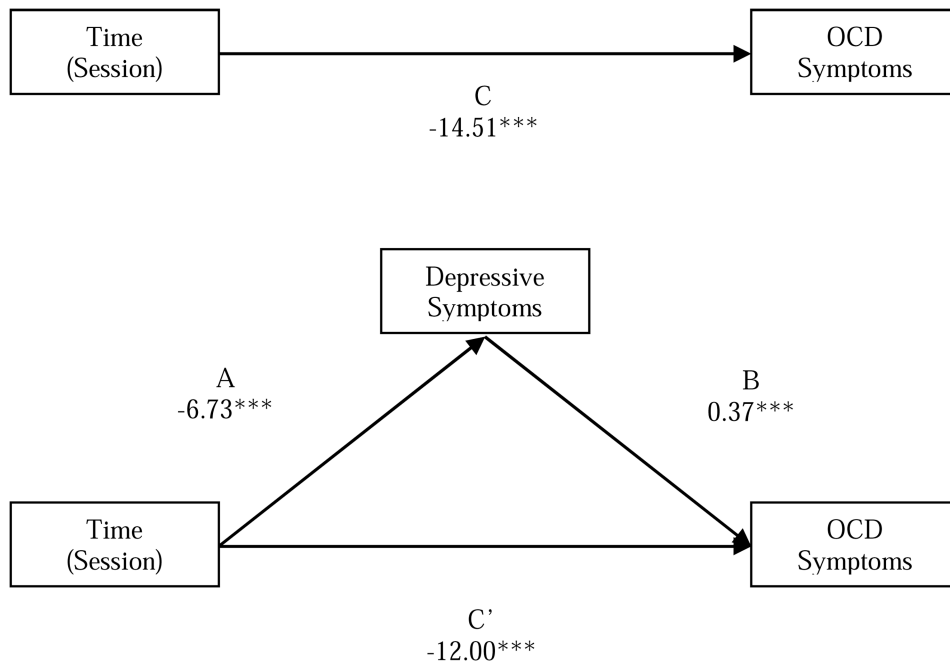 Time
(Session)
OCD
Symptoms
C
-14.51***
Depressive
Symptoms
A
-6.73***
B
0.37***
Time
(Session)
OCD
Symptoms
C’
-12.00***